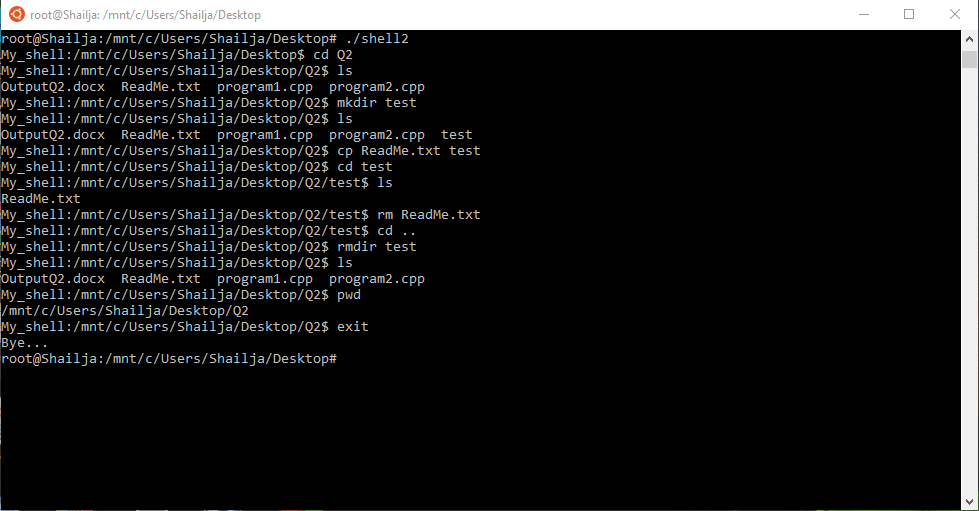 root@Shailja: /mnt/c/Users/Shailja/Desktop
root@Shailja:/mnt/c/Users/Shailja/Desktop# ./shell2
My_shell:/mnt/c/Users/Shailja/Desktop$ cd Q2
My_shell:/mnt/c/Users/Shailja/Desktop/Q2$ ls
OutputQ2.docx  ReadMe.txt  program1.cpp  program2.cpp
My_shell:/mnt/c/Users/Shailja/Desktop/Q2$ mkdir test
My_shell:/mnt/c/Users/Shailja/Desktop/Q2$ ls
OutputQ2.docx  ReadMe.txt  program1.cpp  program2.cpp  test
My_shell:/mnt/c/Users/Shailja/Desktop/Q2$ cp ReadMe.txt test
My_shell:/mnt/c/Users/Shailja/Desktop/Q2$ cd test
My_shell:/mnt/c/Users/Shailja/Desktop/Q2/test$ ls
ReadMe.txt
My_shell:/mnt/c/Users/Shailja/Desktop/Q2/test$ rm ReadMe.txt
My_shell:/mnt/c/Users/Shailja/Desktop/Q2/test$ cd ..
My_shell:/mnt/c/Users/Shailja/Desktop/Q2$ rmdir test
My_shell:/mnt/c/Users/Shailja/Desktop/Q2$ ls
OutputQ2.docx  ReadMe.txt  program1.cpp  program2.cpp
My_shell:/mnt/c/Users/Shailja/Desktop/Q2$ pwd
/mnt/c/Users/Shailja/Desktop/Q2
My_shell:/mnt/c/Users/Shailja/Desktop/Q2$ exit
Bye...
root@Shailja:/mnt/c/Users/Shailja/Desktop#